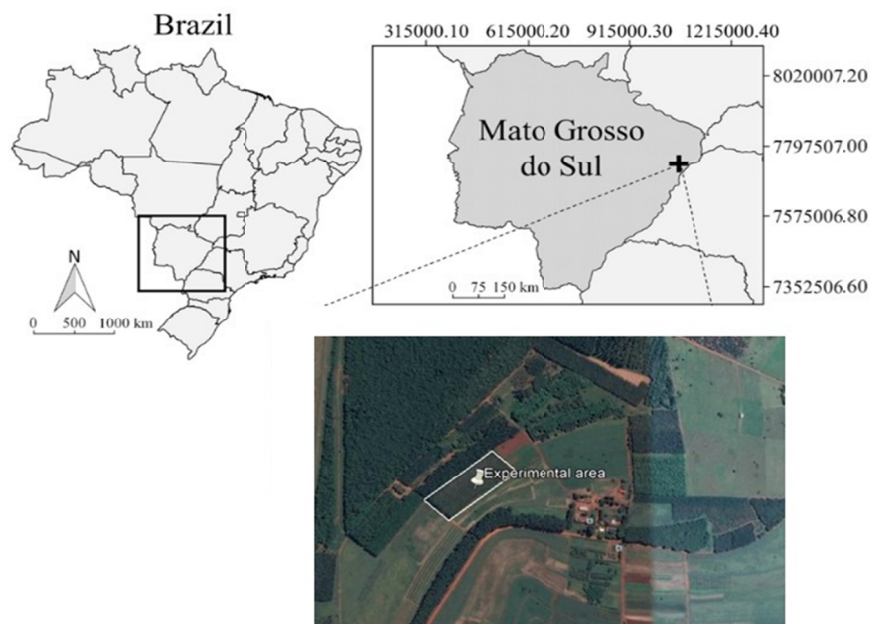 Brazil
N
0 500 1000 km
315000.10 615000.20 915000.30 1215000.40
8020007.20
7797507.00
7575006.80
7352506.60
Mato Grosso
do Sul
0 75 150 km
Experimental area